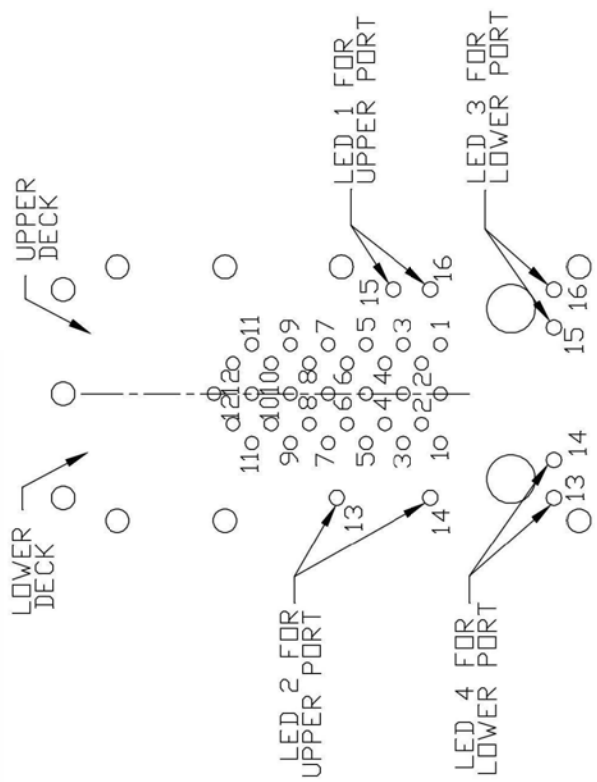 LOWER
DECK
UPPER
DECK
LED 1 FOR
UPPER PORT
LED 3 FOR
LOWER PORT
12 12
11 11
10 10
9 9
8 8
7 7
6 6
5 5
4 4
3 3
2 2
1 1
15
16
13
14
LED 2 FOR
UPPER PORT
LED 4 FOR
LOWER PORT
13
14
15
16